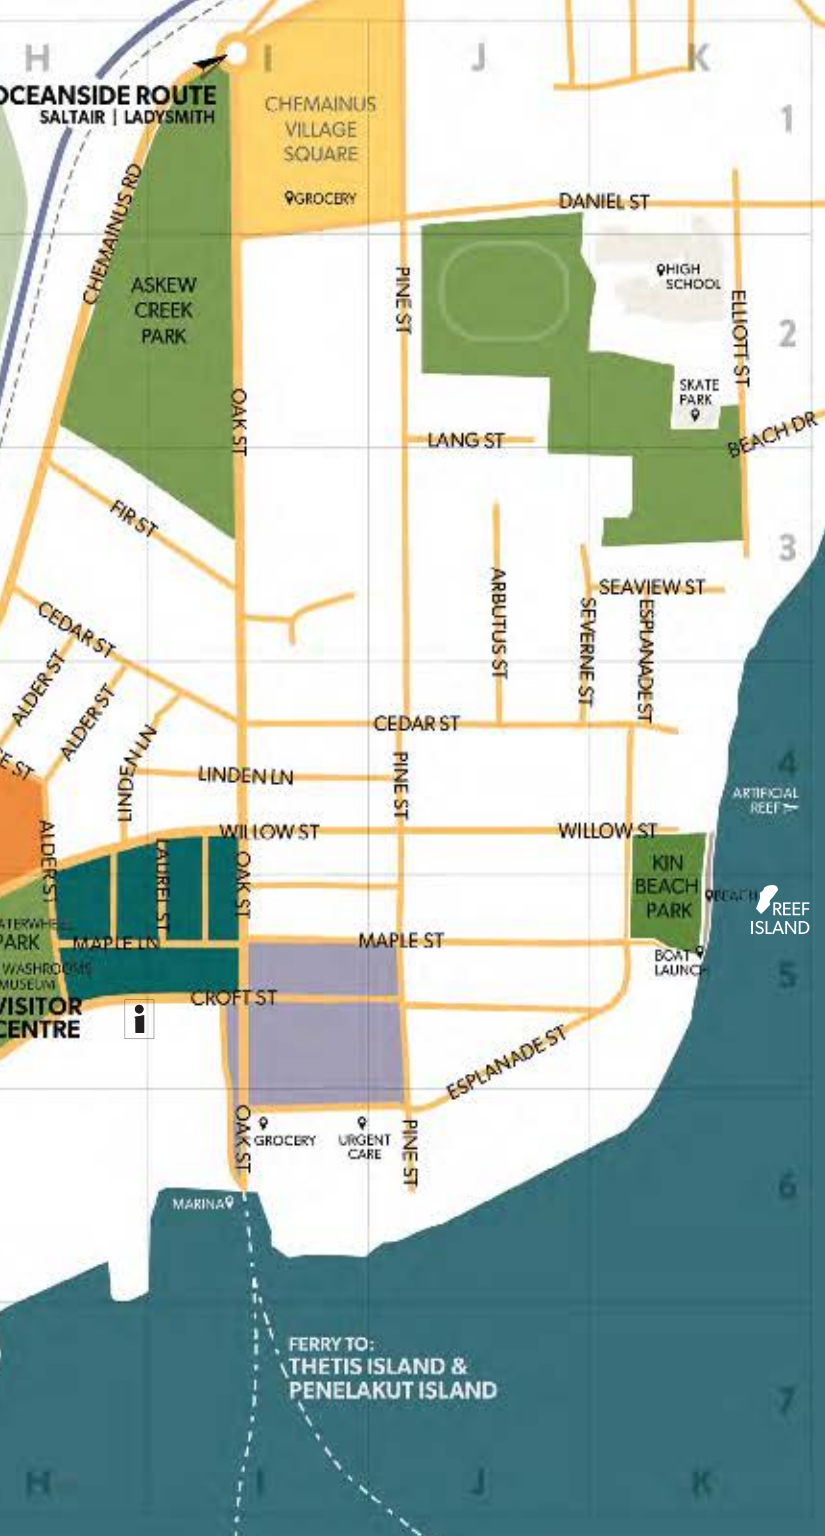 H
I
J
K
OCEANSIDE ROUTE
SALTAIR | LADYSMITH
CHEMAINUS
VILLAGE
SQUARE
1
GROCERY
CHEMAINUS RD
DANIEL ST
ASKEW
CREEK
PARK
PINE ST
HIGH
SCHOOL
ELLIOTT ST
2
SKATE
PARK
OAK ST
LANG ST
BEACH DR
FIR ST
3
ARBUTUS ST
SEAVIEW ST
SEVERNE ST
ESPLANADE ST
CEDAR ST
ALDER ST
ALDER ST
CEDAR ST
LINDEN LN
LINDEN LN
PINE ST
4
ARTIFICIAL
REEF
E ST
WILLOW ST
WILLOW ST
ALDER ST
LAUREL ST
OAK ST
KIN
BEACH
PARK
BEACH
REEF
ISLAND
ATERWHEEL
PARK
MAPLE LN
MAPLE ST
BOAT
LAUNCH
WASHROOMS
MUSEUM
5
VISITOR
CENTRE
i
CROFT ST
ESPLANADE ST
OAK ST
GROCERY
URGENT
CARE
PINE ST
6
MARINA
FERRY TO:
THETIS ISLAND &
PENELAKUT ISLAND
7
H
I
J
K